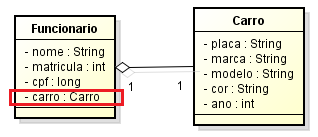 Funcionario
- nome : String
- matricula : int
- cpf : long
- carro : Carro
1
1
Carro
- placa : String
- marca : String
- modelo : String
- cor : String
- ano : int